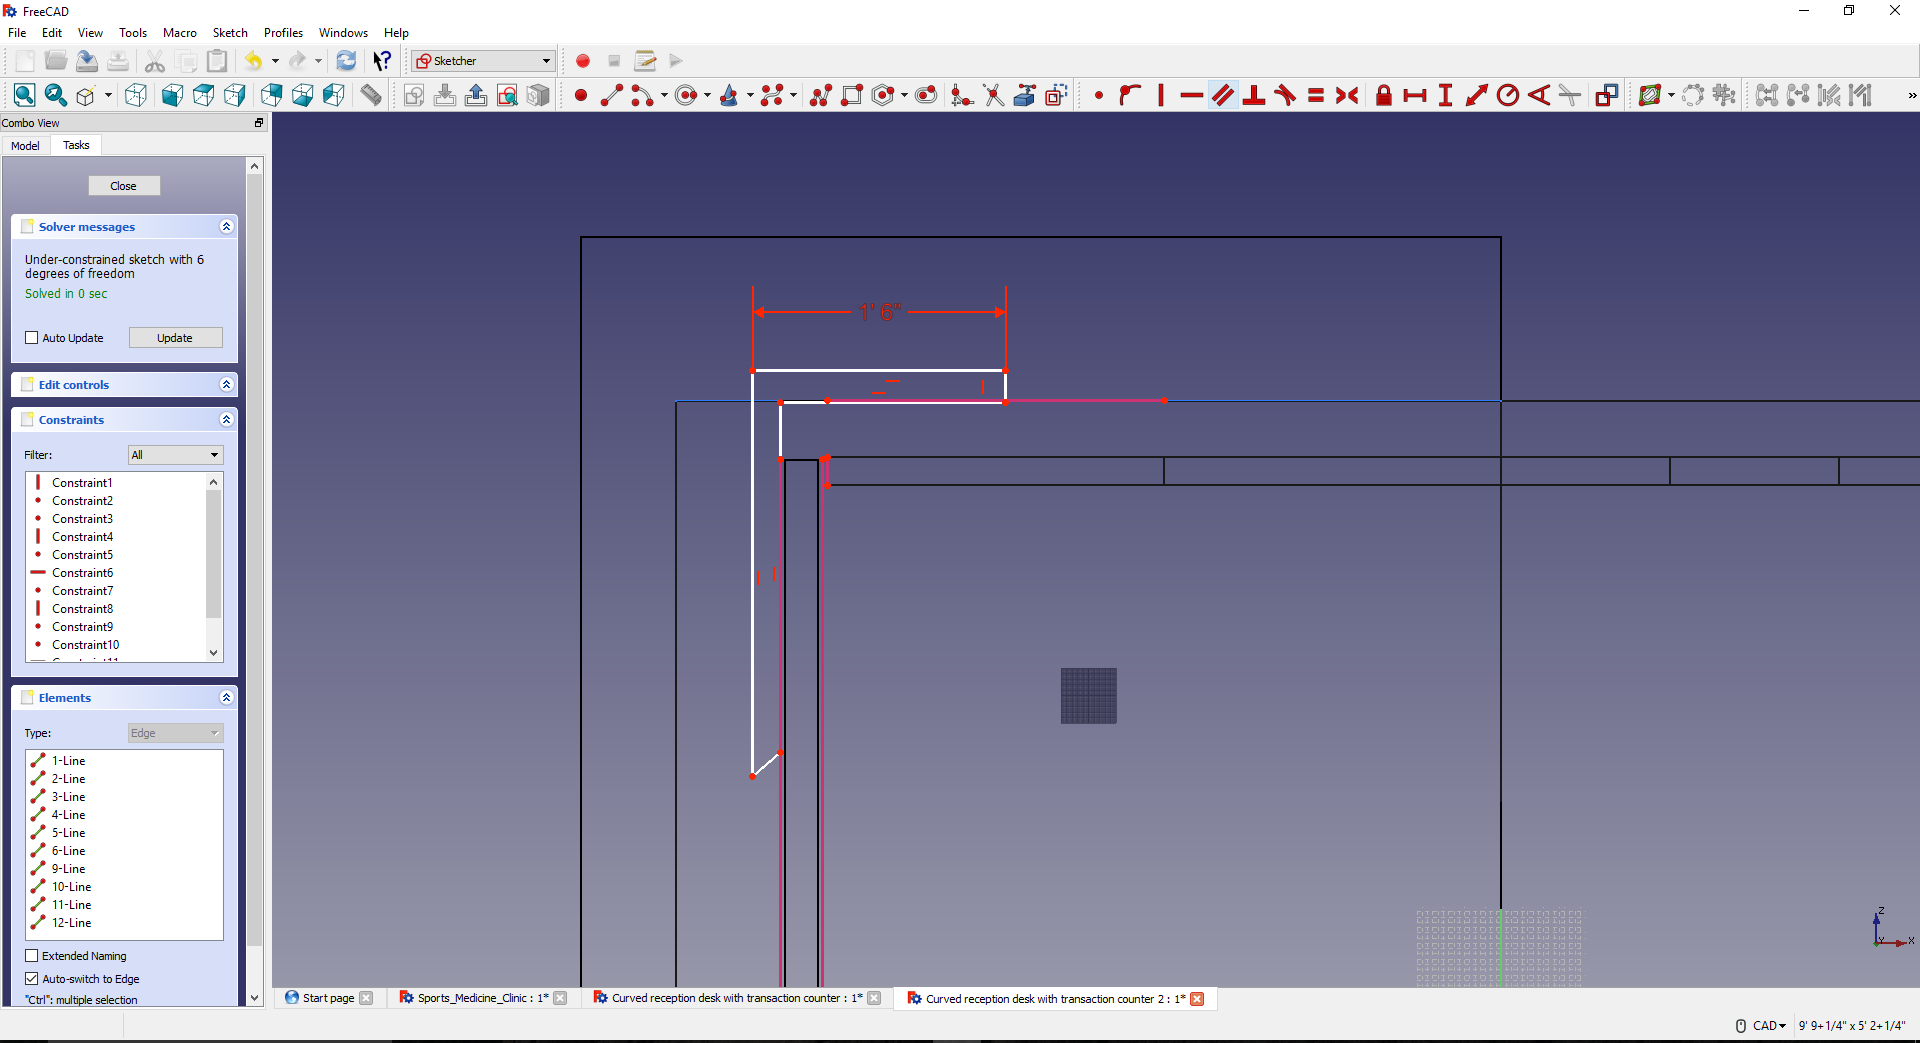 FreeCAD
File Edit View Tools Macro Sketch Profiles Windows Help
Sketcher
Combo View
Model Tasks
Close
Solver messages
Under-constrained sketch with 6
degrees of freedom
Solved in 0 sec
Auto Update Update
Edit controls
Constraints
Filter: All
Constraint1
Constraint2
Constraint3
Constraint4
Constraint5
Constraint6
Constraint7
Constraint8
Constraint9
Constraint10
Constraint11
Elements
Type: Edge
1-Line
2-Line
3-Line
4-Line
5-Line
6-Line
9-Line
10-Line
11-Line
12-Line
Extended Naming
Auto-switch to Edge
"Ctrl": multiple selection
1' 6"
Z
Y
X
Start page Sports_Medicine_Clinic : 1* Curved reception desk with transaction counter : 1* Curved reception desk with transaction counter 2 : 1*
CAD 9' 9+1/4" x 5' 2+1/4"